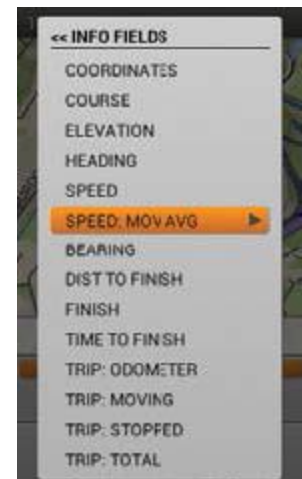 << INFO FIELDS
COORDINATES
COURSE
ELEVATION
HEADING
SPEED
SPEED: MOV AVG
BEARING
DIST TO FINISH
FINISH
TIME TO FINISH
TRIP: ODOMETER
TRIP: MOVING
TRIP: STOPPED
TRIP: TOTAL